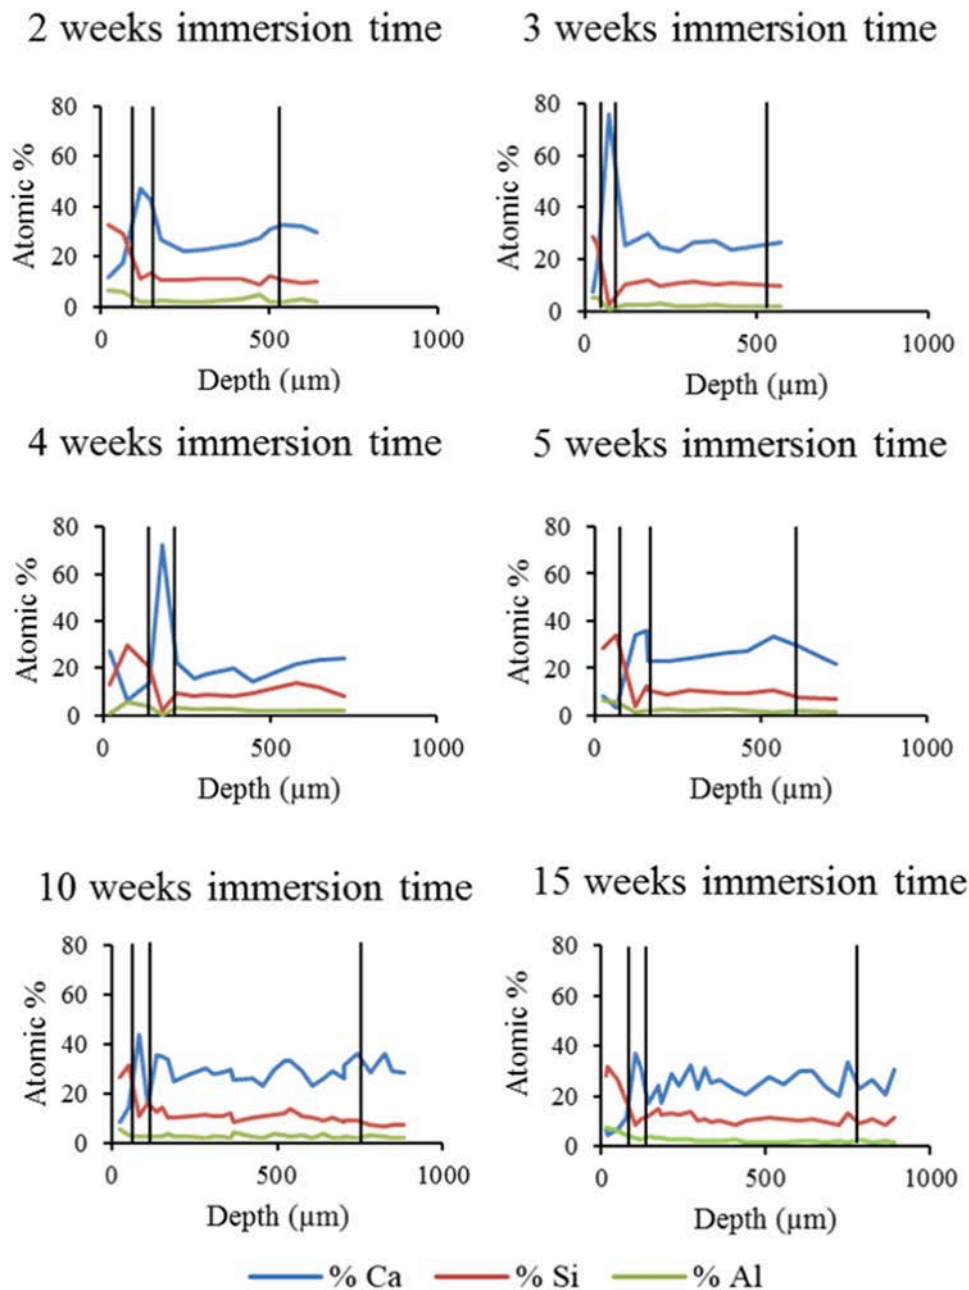 2 weeks immersion time
3 weeks immersion time
80
60
40
20
0
Atomic %
0
500
1000
Depth (µm)
80
60
40
20
0
Atomic %
0
500
1000
Depth (µm)
4 weeks immersion time
5 weeks immersion time
80
60
40
20
0
Atomic %
0
500
1000
Depth (µm)
80
60
40
20
0
Atomic %
0
500
1000
Depth (µm)
10 weeks immersion time
15 weeks immersion time
80
60
40
20
0
Atomic %
0
500
1000
Depth (µm)
80
60
40
20
0
Atomic %
0
500
1000
Depth (µm)
% Ca
% Si
% Al